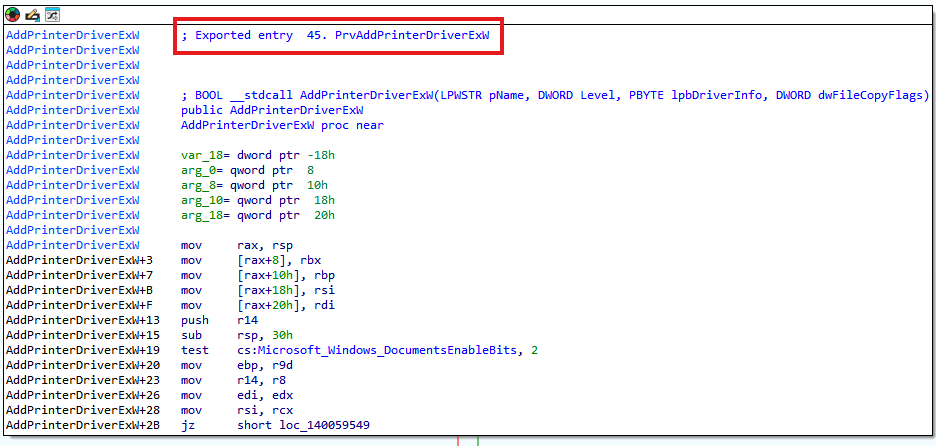 AddPrinterDriverExW ; Exported entry 45. PrvAddPrinterDriverExW
AddPrinterDriverExW
AddPrinterDriverExW
AddPrinterDriverExW
AddPrinterDriverExW ; BOOL __stdcall AddPrinterDriverExW(LPWSTR pName, DWORD Level, PBYTE lpbDriverInfo, DWORD dwFileCopyFlags)
AddPrinterDriverExW public AddPrinterDriverExW
AddPrinterDriverExW AddPrinterDriverExW proc near
AddPrinterDriverExW
AddPrinterDriverExW var_18= dword ptr -18h
AddPrinterDriverExW arg_0= qword ptr 8
AddPrinterDriverExW arg_8= qword ptr 10h
AddPrinterDriverExW arg_10= qword ptr 18h
AddPrinterDriverExW arg_18= qword ptr 20h
AddPrinterDriverExW
AddPrinterDriverExW mov rax, rsp
AddPrinterDriverExW+3 mov [rax+8], rbx
AddPrinterDriverExW+7 mov [rax+10h], rbp
AddPrinterDriverExW+B mov [rax+18h], rsi
AddPrinterDriverExW+F mov [rax+20h], rdi
AddPrinterDriverExW+13 push r14
AddPrinterDriverExW+15 sub rsp, 30h
AddPrinterDriverExW+19 test cs:Microsoft_Windows_DocumentsEnableBits, 2
AddPrinterDriverExW+20 mov ebp, r9d
AddPrinterDriverExW+23 mov r14, r8
AddPrinterDriverExW+26 mov edi, edx
AddPrinterDriverExW+28 mov rsi, rcx
AddPrinterDriverExW+2B jz short loc_140059549